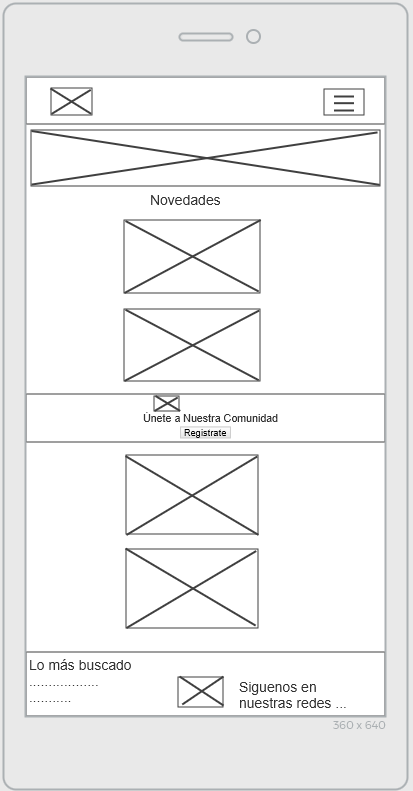 Novedades
Únete a Nuestra Comunidad
Registrate
Lo más buscado
..................
...........
Siguenos en
nuestras redes ...
360 x 640